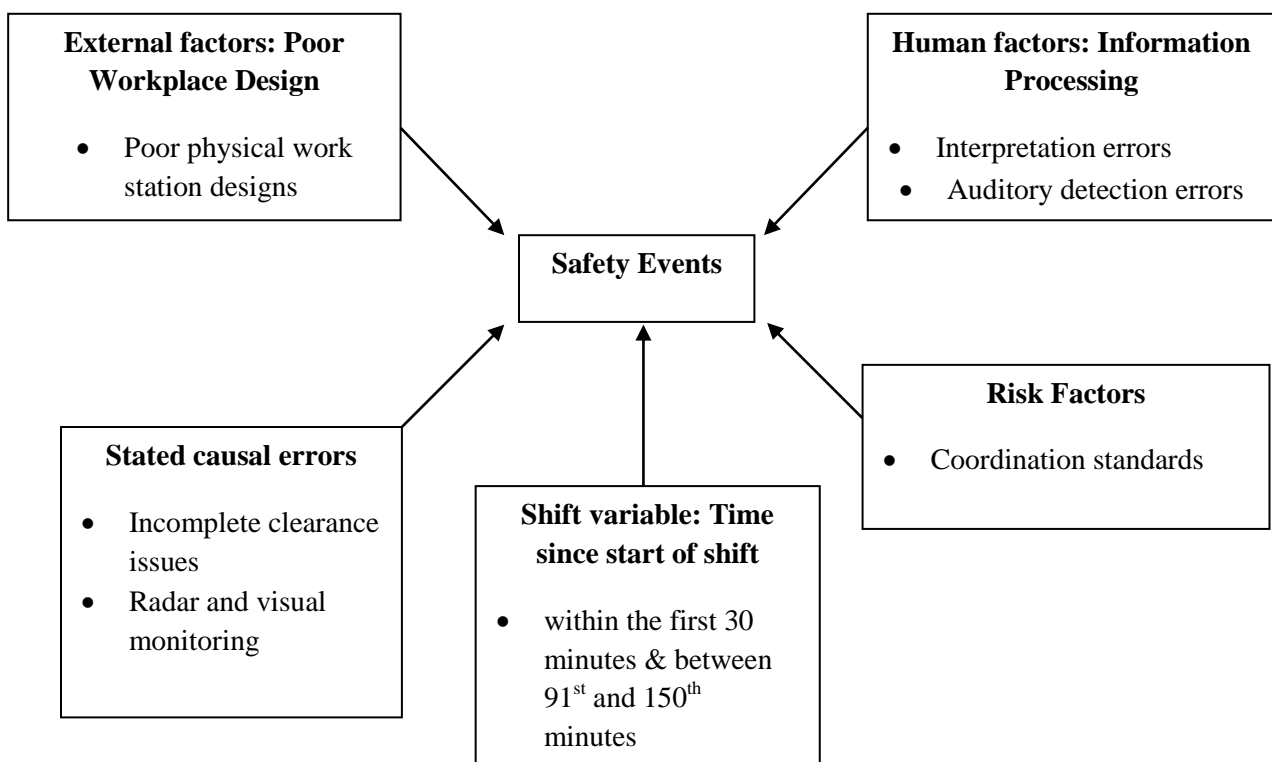 External factors: Poor
Workplace Design
• Poor physical work
station designs
Human factors: Information
Processing
• Interpretation errors
• Auditory detection errors
Safety Events
Stated causal errors
• Incomplete clearance
issues
• Radar and visual
monitoring
Shift variable: Time
since start of shift
• within the first 30
minutes & between
91st and 150th
minutes
Risk Factors
• Coordination standards